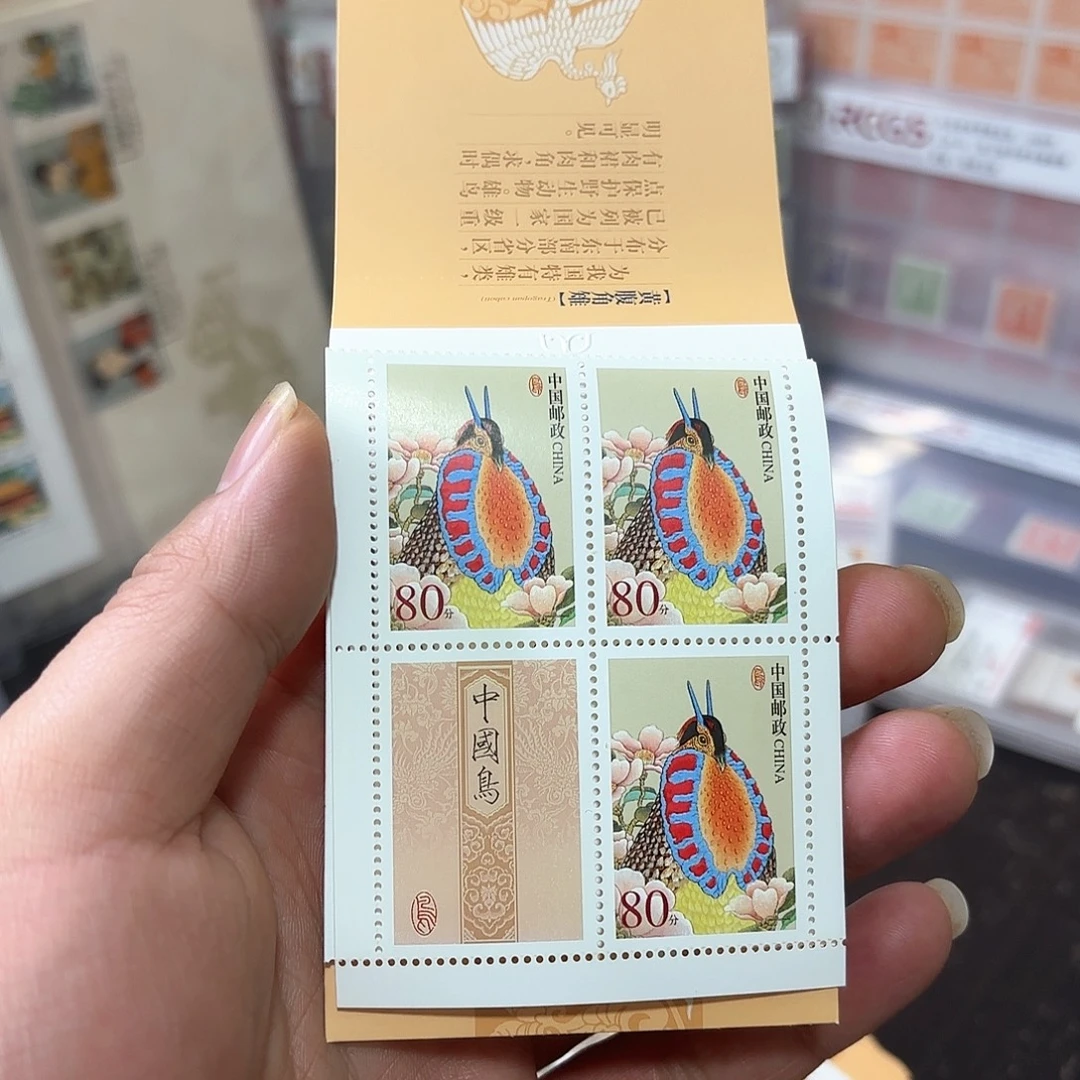 【黄腹角雉】
(Tragopan caboti)
为我国特有雉类，
分布于东南部分省区，
已被列为国家一级重
点保护野生动物。雄鸟
有肉裙和肉角，求偶时
明显可见。
中国邮政 CHINA
80分
中国邮政 CHINA
80分
中國鳥
中国邮政 CHINA
80分